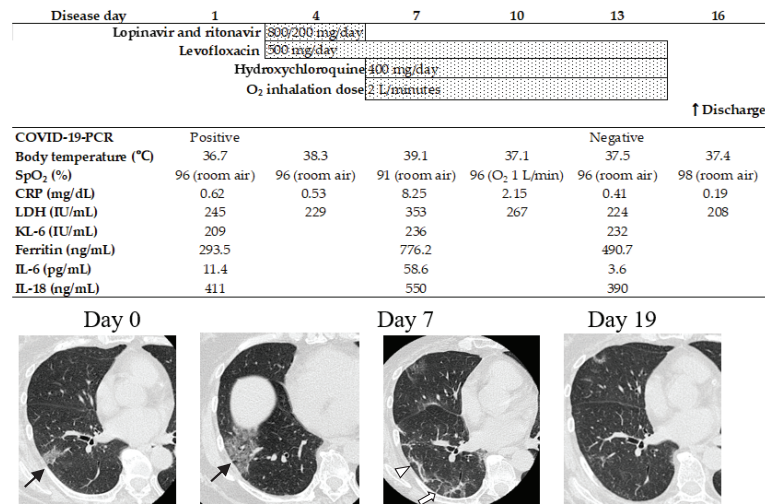 Disease day 1 4 7 10 13 16
Lopinavir and ritonavir 800/200 mg/day
Levofloxacin 500 mg/day
Hydroxychloroquine 400 mg/day
O₂ inhalation dose 2 L/minutes
↑ Discharge
COVID-19-PCR Positive Negative
Body temperature (℃) 36.7 38.3 39.1 37.1 37.5 37.4
SpO₂ (%) 96 (room air) 96 (room air) 91 (room air) 96 (O₂ 1 L/min) 96 (room air) 98 (room air)
CRP (mg/dL) 0.62 0.53 8.25 2.15 0.41 0.19
LDH (IU/mL) 245 229 353 267 224 208
KL-6 (IU/mL) 209 236 232
Ferritin (ng/mL) 293.5 776.2 490.7
IL-6 (pg/mL) 11.4 58.6 3.6
IL-18 (ng/mL) 411 550 390
Day 0 Day 7 Day 19